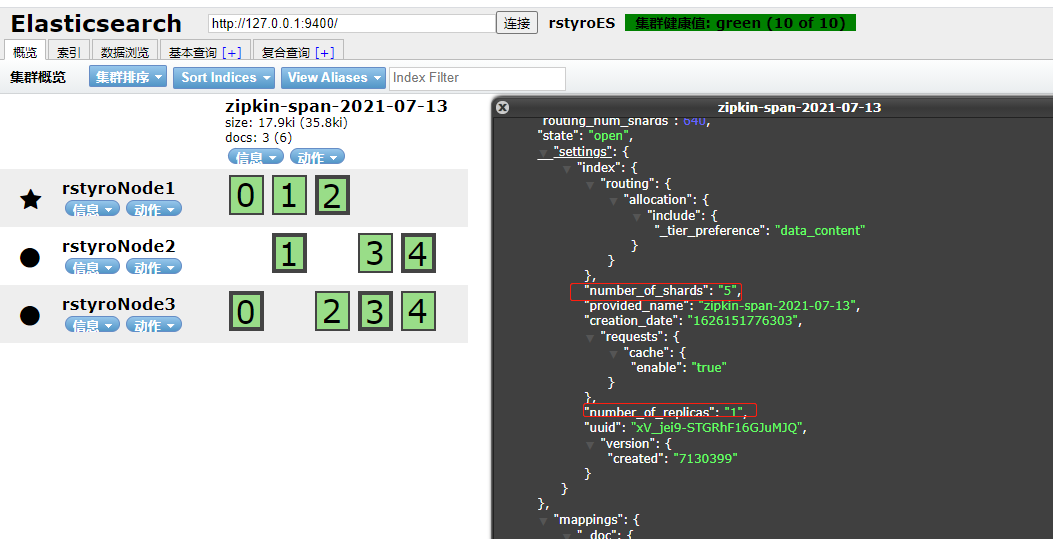 Elasticsearch
http://127.0.0.1:9400/
连接
rstyroES
集群健康值: green (10 of 10)
概览
索引
数据浏览
基本查询 [+]
复合查询 [+]
集群概览
集群排序
Sort Indices
View Aliases
Index Filter
zipkin-span-2021-07-13
size: 17.9ki (35.8ki)
docs: 3 (6)
信息
动作
rstyroNode1
信息
动作
0 1 2
rstyroNode2
信息
动作
1 3 4
rstyroNode3
信息
动作
0 2 3 4
zipkin-span-2021-07-13
"routing_num_shards": 640,
"state": "open",
"settings": {
"index": {
"routing": {
"allocation": {
"include": {
"_tier_preference": "data_content"
}
}
},
"number_of_shards": "5",
"provided_name": "zipkin-span-2021-07-13",
"creation_date": "1626151776303",
"requests": {
"cache": {
"enable": "true"
}
},
"number_of_replicas": "1",
"uuid": "xV_jei9-STGRhF16GJuMJQ",
"version": {
"created": "7130399"
}
}
},
"mappings": {
"_doc": {